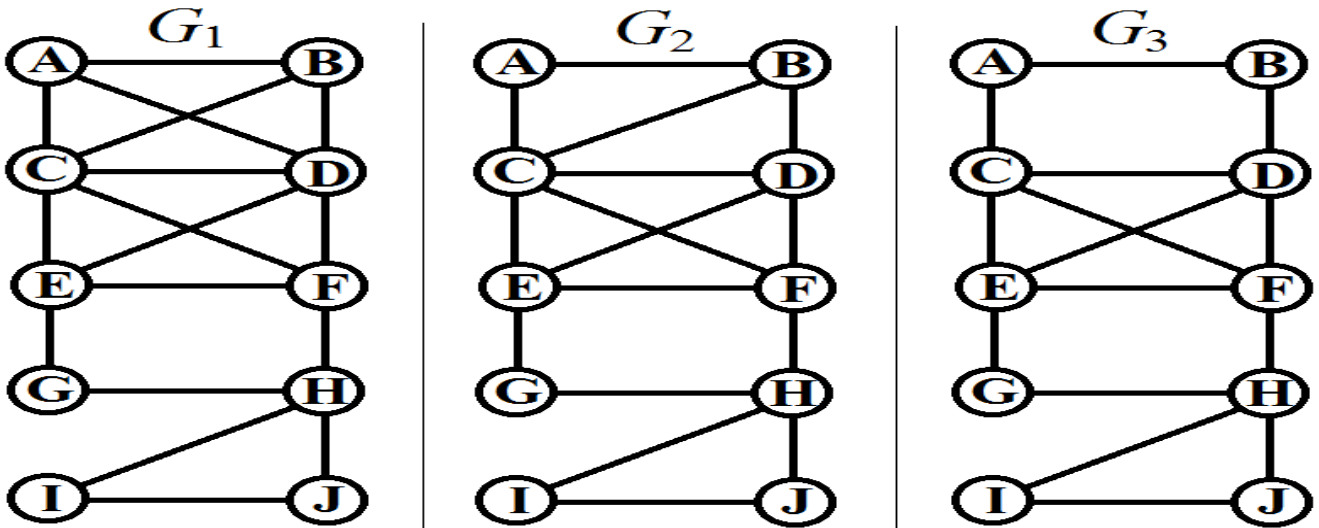 G1 G2 G3
A B A B A B
C D C D C D
E F E F E F
G H G H G H
I J I J I J